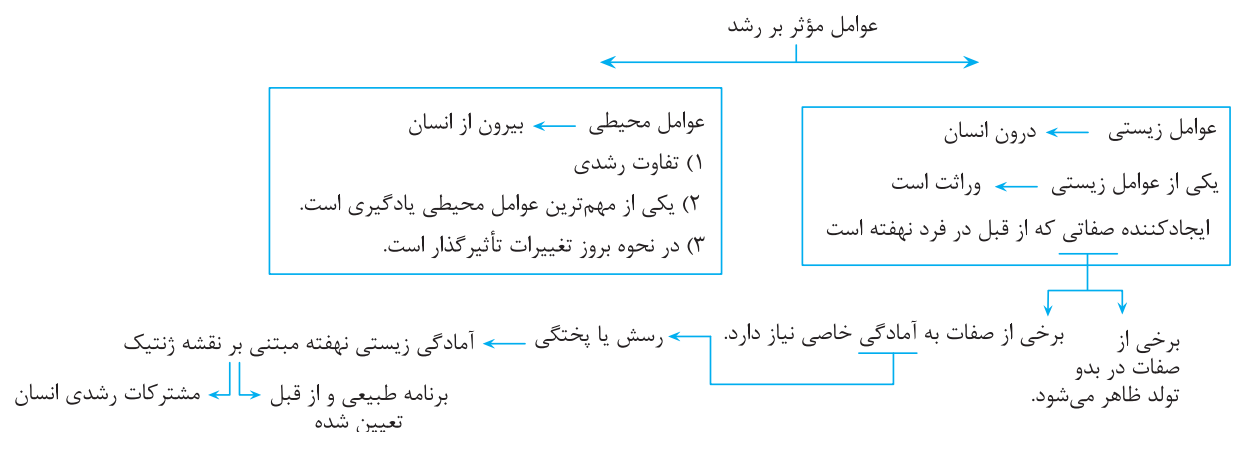 عوامل مؤثر بر رشد
عوامل زیستی ← درون انسان
یکی از عوامل زیستی ← وراثت است
ایجادکننده صفاتی که از قبل در فرد نهفته است
عوامل محیطی ← بیرون از انسان
۱) تفاوت رشدی
۲) یکی از مهم‌ترین عوامل محیطی یادگیری است.
۳) در نحوه بروز تغییرات تأثیرگذار است.
برخی از
صفات در بدو
تولد ظاهر می‌شود.
برخی از صفات به آمادگی خاصی نیاز دارد.
رسش یا پختگی ← آمادگی زیستی نهفته مبتنی بر نقشه ژنتیک
برنامه طبیعی و از قبل
تعیین شده
مشترکات رشدی انسان